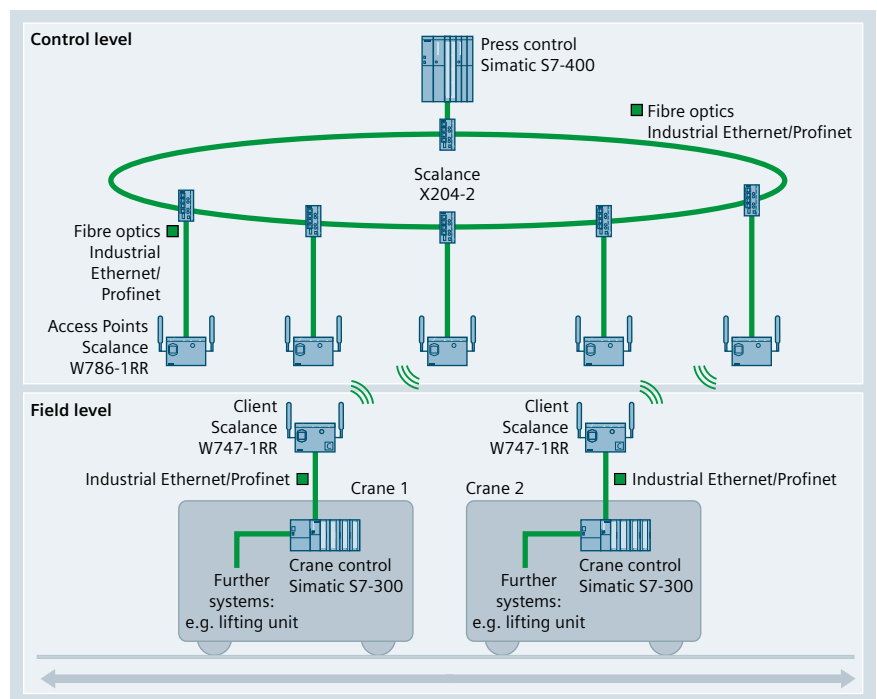 Control level
Press control
Simatic S7-400
Fibre optics
Industrial Ethernet/Profinet
Scalance
X204-2
Fibre optics
Industrial
Ethernet/
Profinet
Access Points
Scalance
W786-1RR
Field level
Client
Scalance
W747-1RR
Client
Scalance
W747-1RR
Industrial Ethernet/Profinet
Industrial Ethernet/Profinet
Crane 1
Crane 2
Crane control
Simatic S7-300
Further
systems:
e.g. lifting unit
Crane control
Simatic S7-300
Further
systems:
e.g. lifting unit